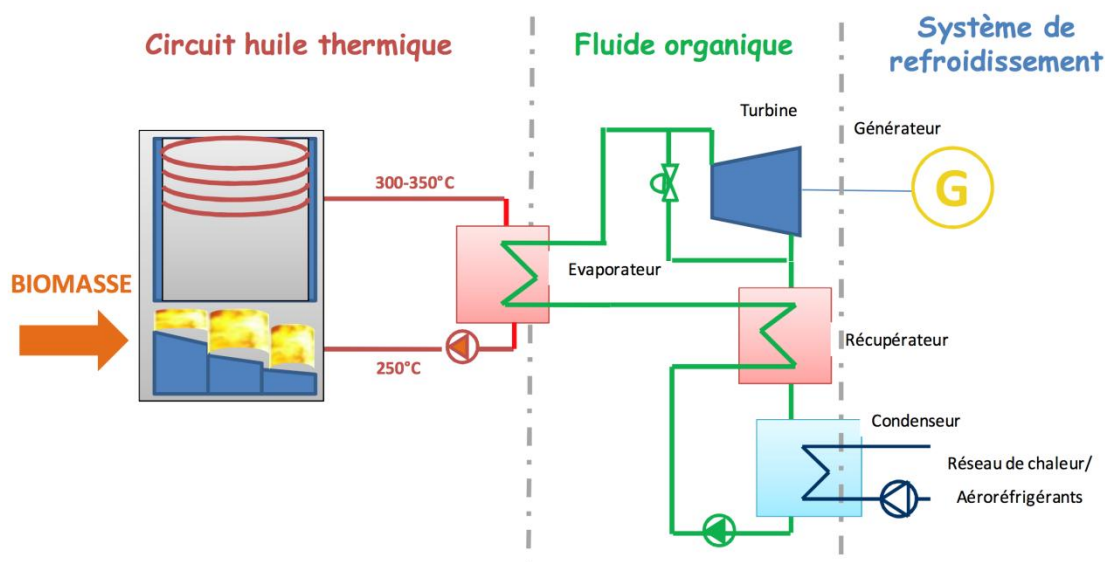 Circuit huile thermique
Fluide organique
Système de
refroidissement
Turbine
Générateur
G
300-350°C
Evaporateur
BIOMASSE
250°C
Récupérateur
Condenseur
Réseau de chaleur/
Aéroréfrigérants